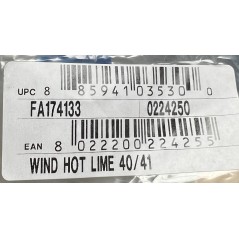 UPC 8 85941 03530 0
FA174133 0224250
EAN 8 022200 224255
WIND HOT LIME 40/41